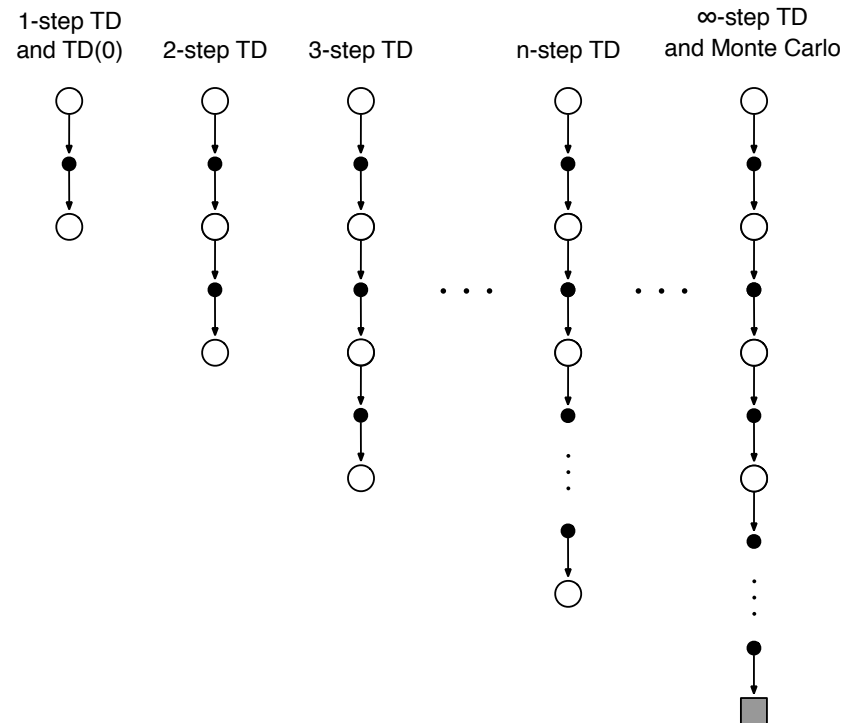 1-step TD
and TD(0)
2-step TD
3-step TD
n-step TD
∞-step TD
and Monte Carlo